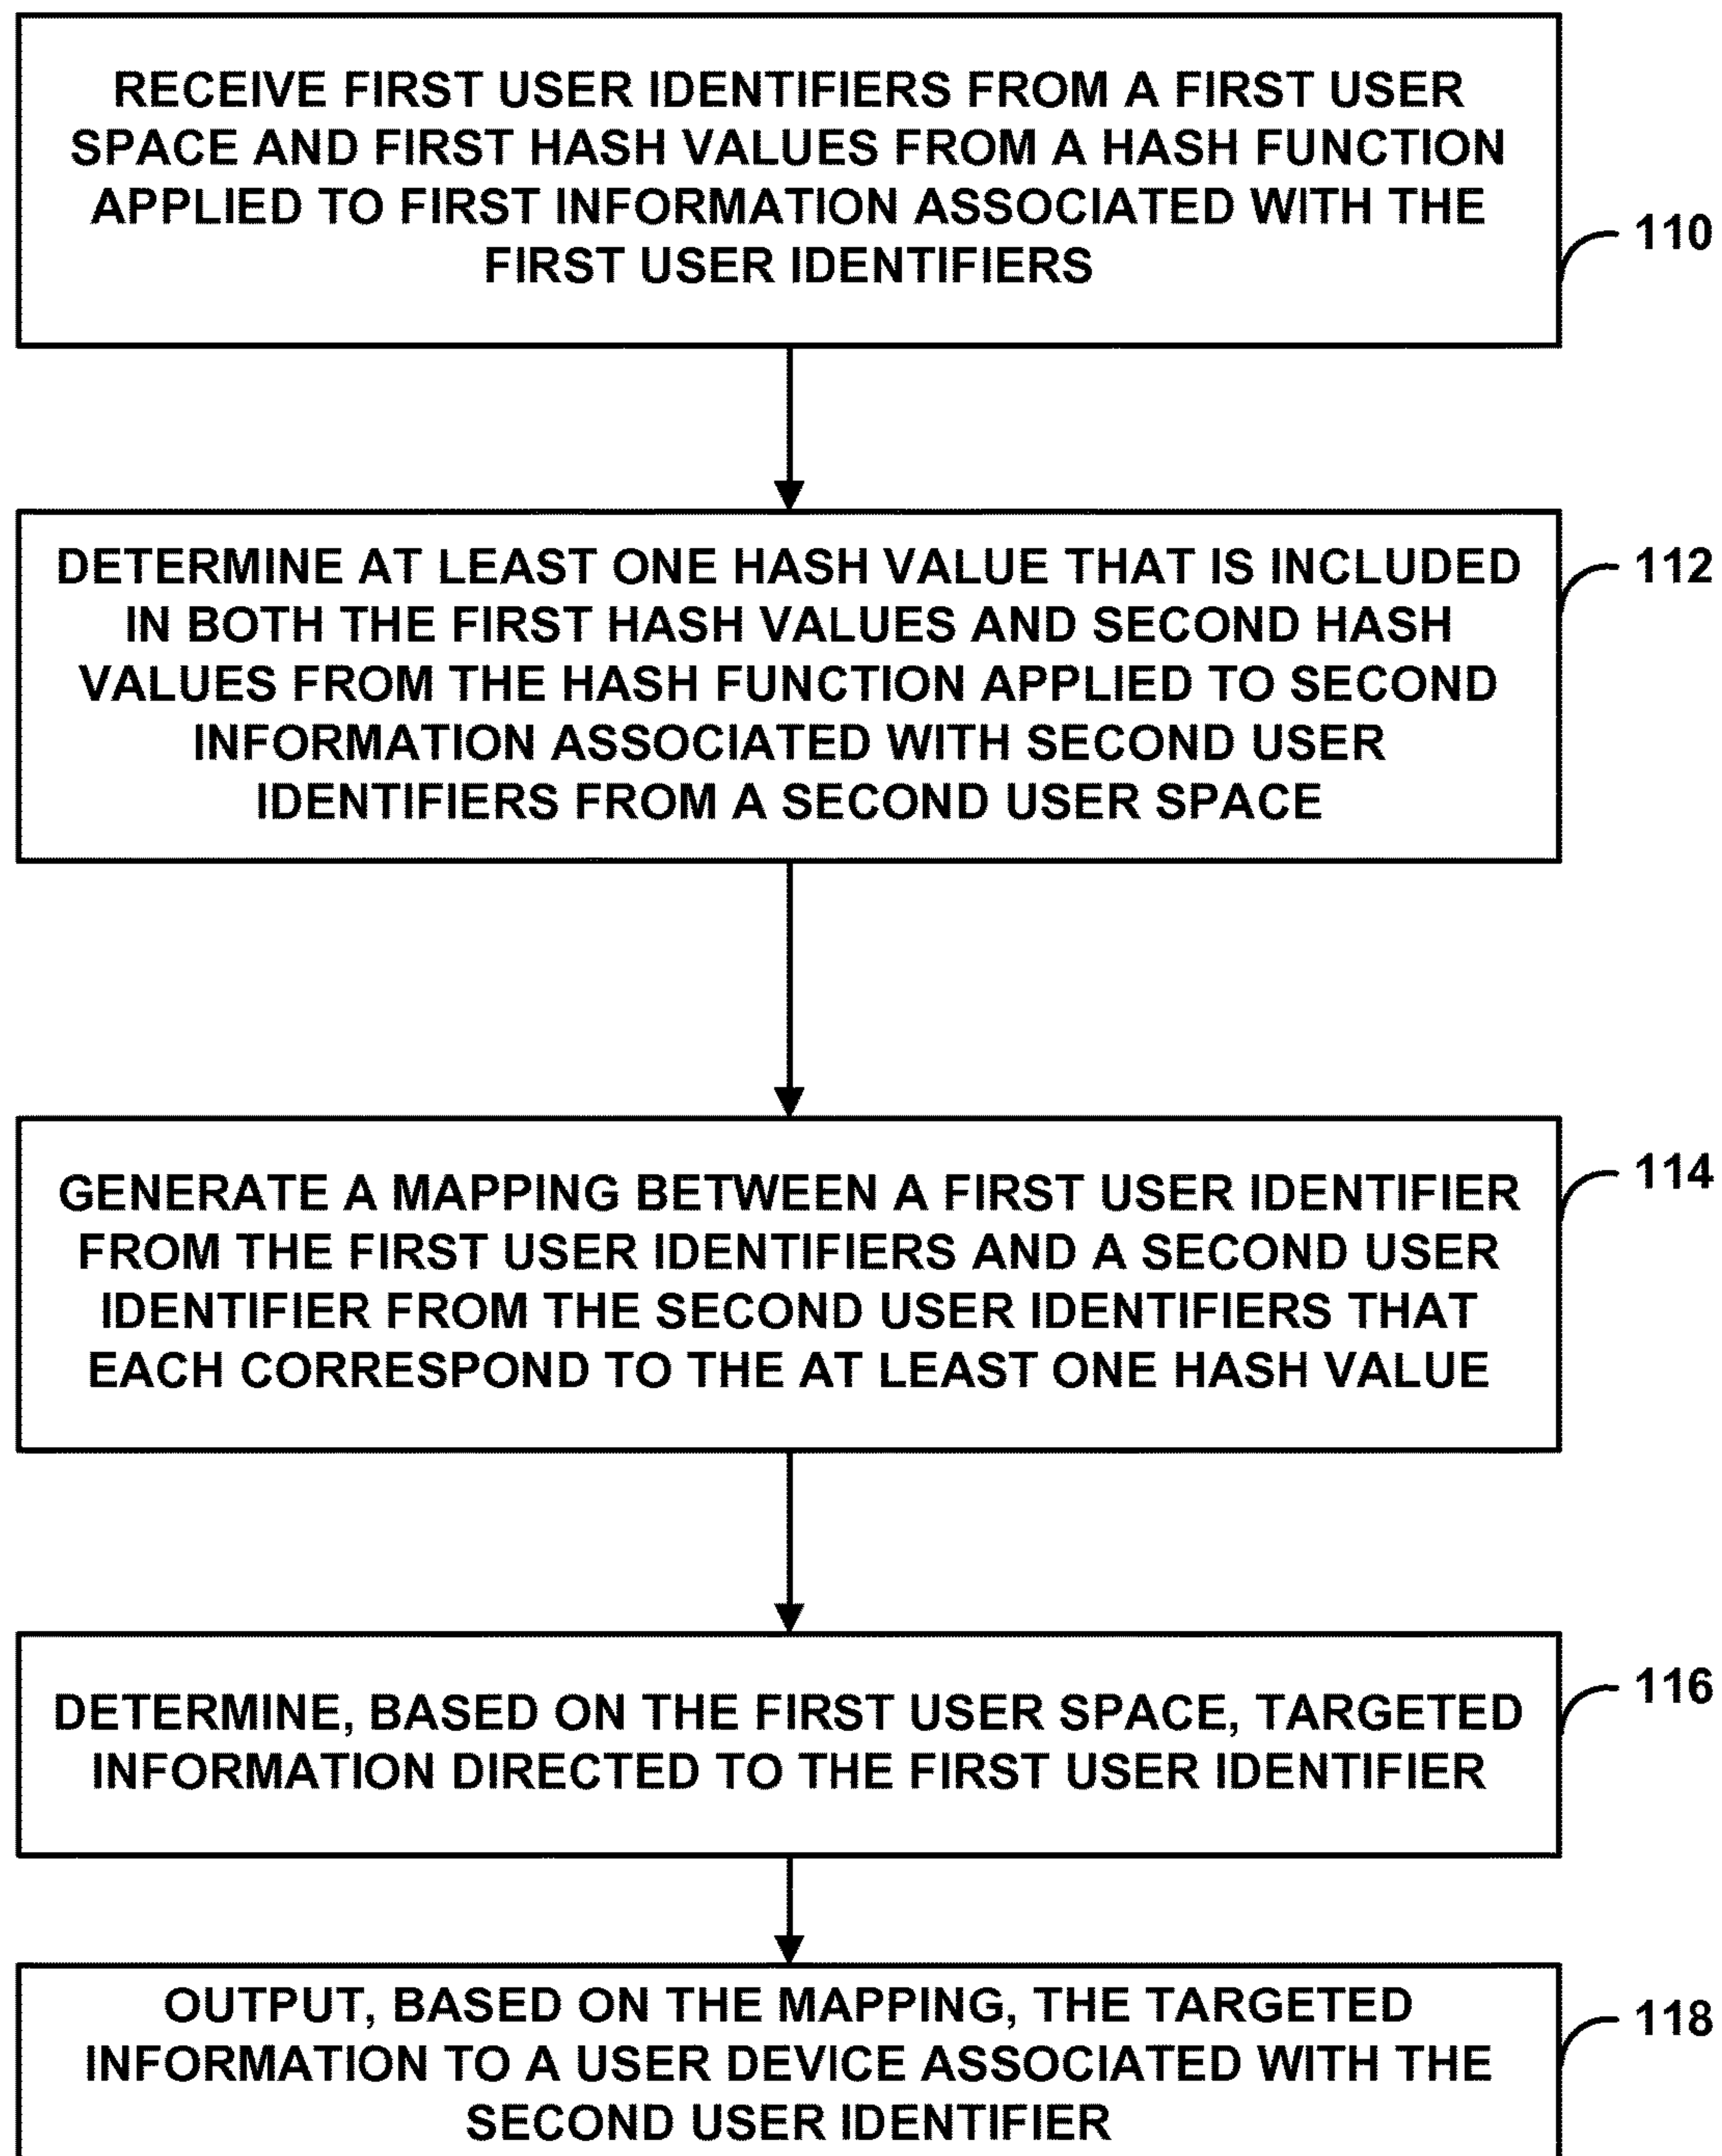 RECEIVE FIRST USER IDENTIFIERS FROM A FIRST USER
SPACE AND FIRST HASH VALUES FROM A HASH FUNCTION
APPLIED TO FIRST INFORMATION ASSOCIATED WITH THE
FIRST USER IDENTIFIERS
110
DETERMINE AT LEAST ONE HASH VALUE THAT IS INCLUDED
IN BOTH THE FIRST HASH VALUES AND SECOND HASH
VALUES FROM THE HASH FUNCTION APPLIED TO SECOND
INFORMATION ASSOCIATED WITH SECOND USER
IDENTIFIERS FROM A SECOND USER SPACE
112
GENERATE A MAPPING BETWEEN A FIRST USER IDENTIFIER
FROM THE FIRST USER IDENTIFIERS AND A SECOND USER
IDENTIFIER FROM THE SECOND USER IDENTIFIERS THAT
EACH CORRESPOND TO THE AT LEAST ONE HASH VALUE
114
DETERMINE, BASED ON THE FIRST USER SPACE, TARGETED
INFORMATION DIRECTED TO THE FIRST USER IDENTIFIER
116
OUTPUT, BASED ON THE MAPPING, THE TARGETED
INFORMATION TO A USER DEVICE ASSOCIATED WITH THE
SECOND USER IDENTIFIER
118